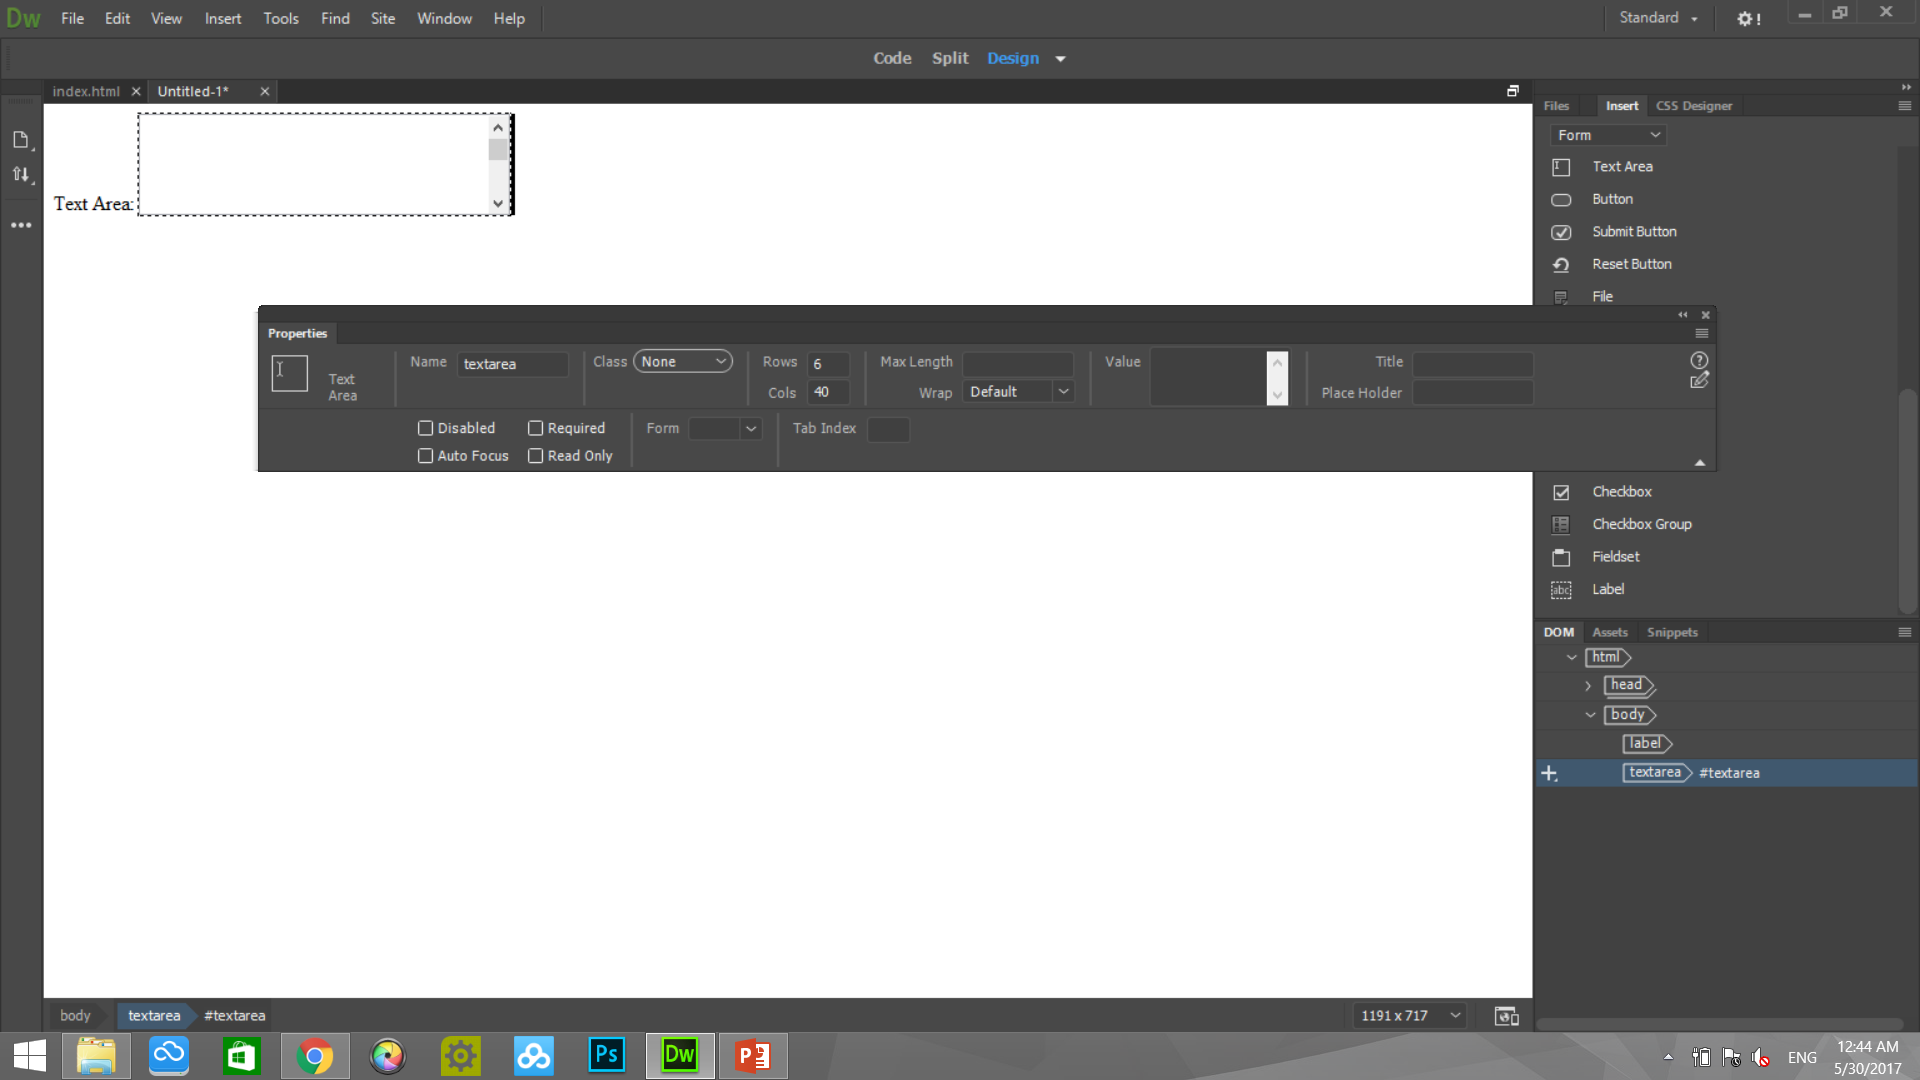 Dw File Edit View Insert Tools Find Site Window Help Standard
Code Split Design
index.html Untitled-1*
Text Area:
Files Insert CSS Designer
Form
Text Area
Button
Submit Button
Reset Button
File
Properties
Text Area
Name textarea Class None Rows 6 Max Length Value Title
Cols 40 Wrap Default Place Holder
Disabled Required Form Tab Index
Auto Focus Read Only
Checkbox
Checkbox Group
Fieldset
abc Label
DOM Assets Snippets
html
head
body
label
textarea #textarea
body textarea #textarea 1191 x 717
Ps Dw P ENG 12:44 AM
5/30/2017